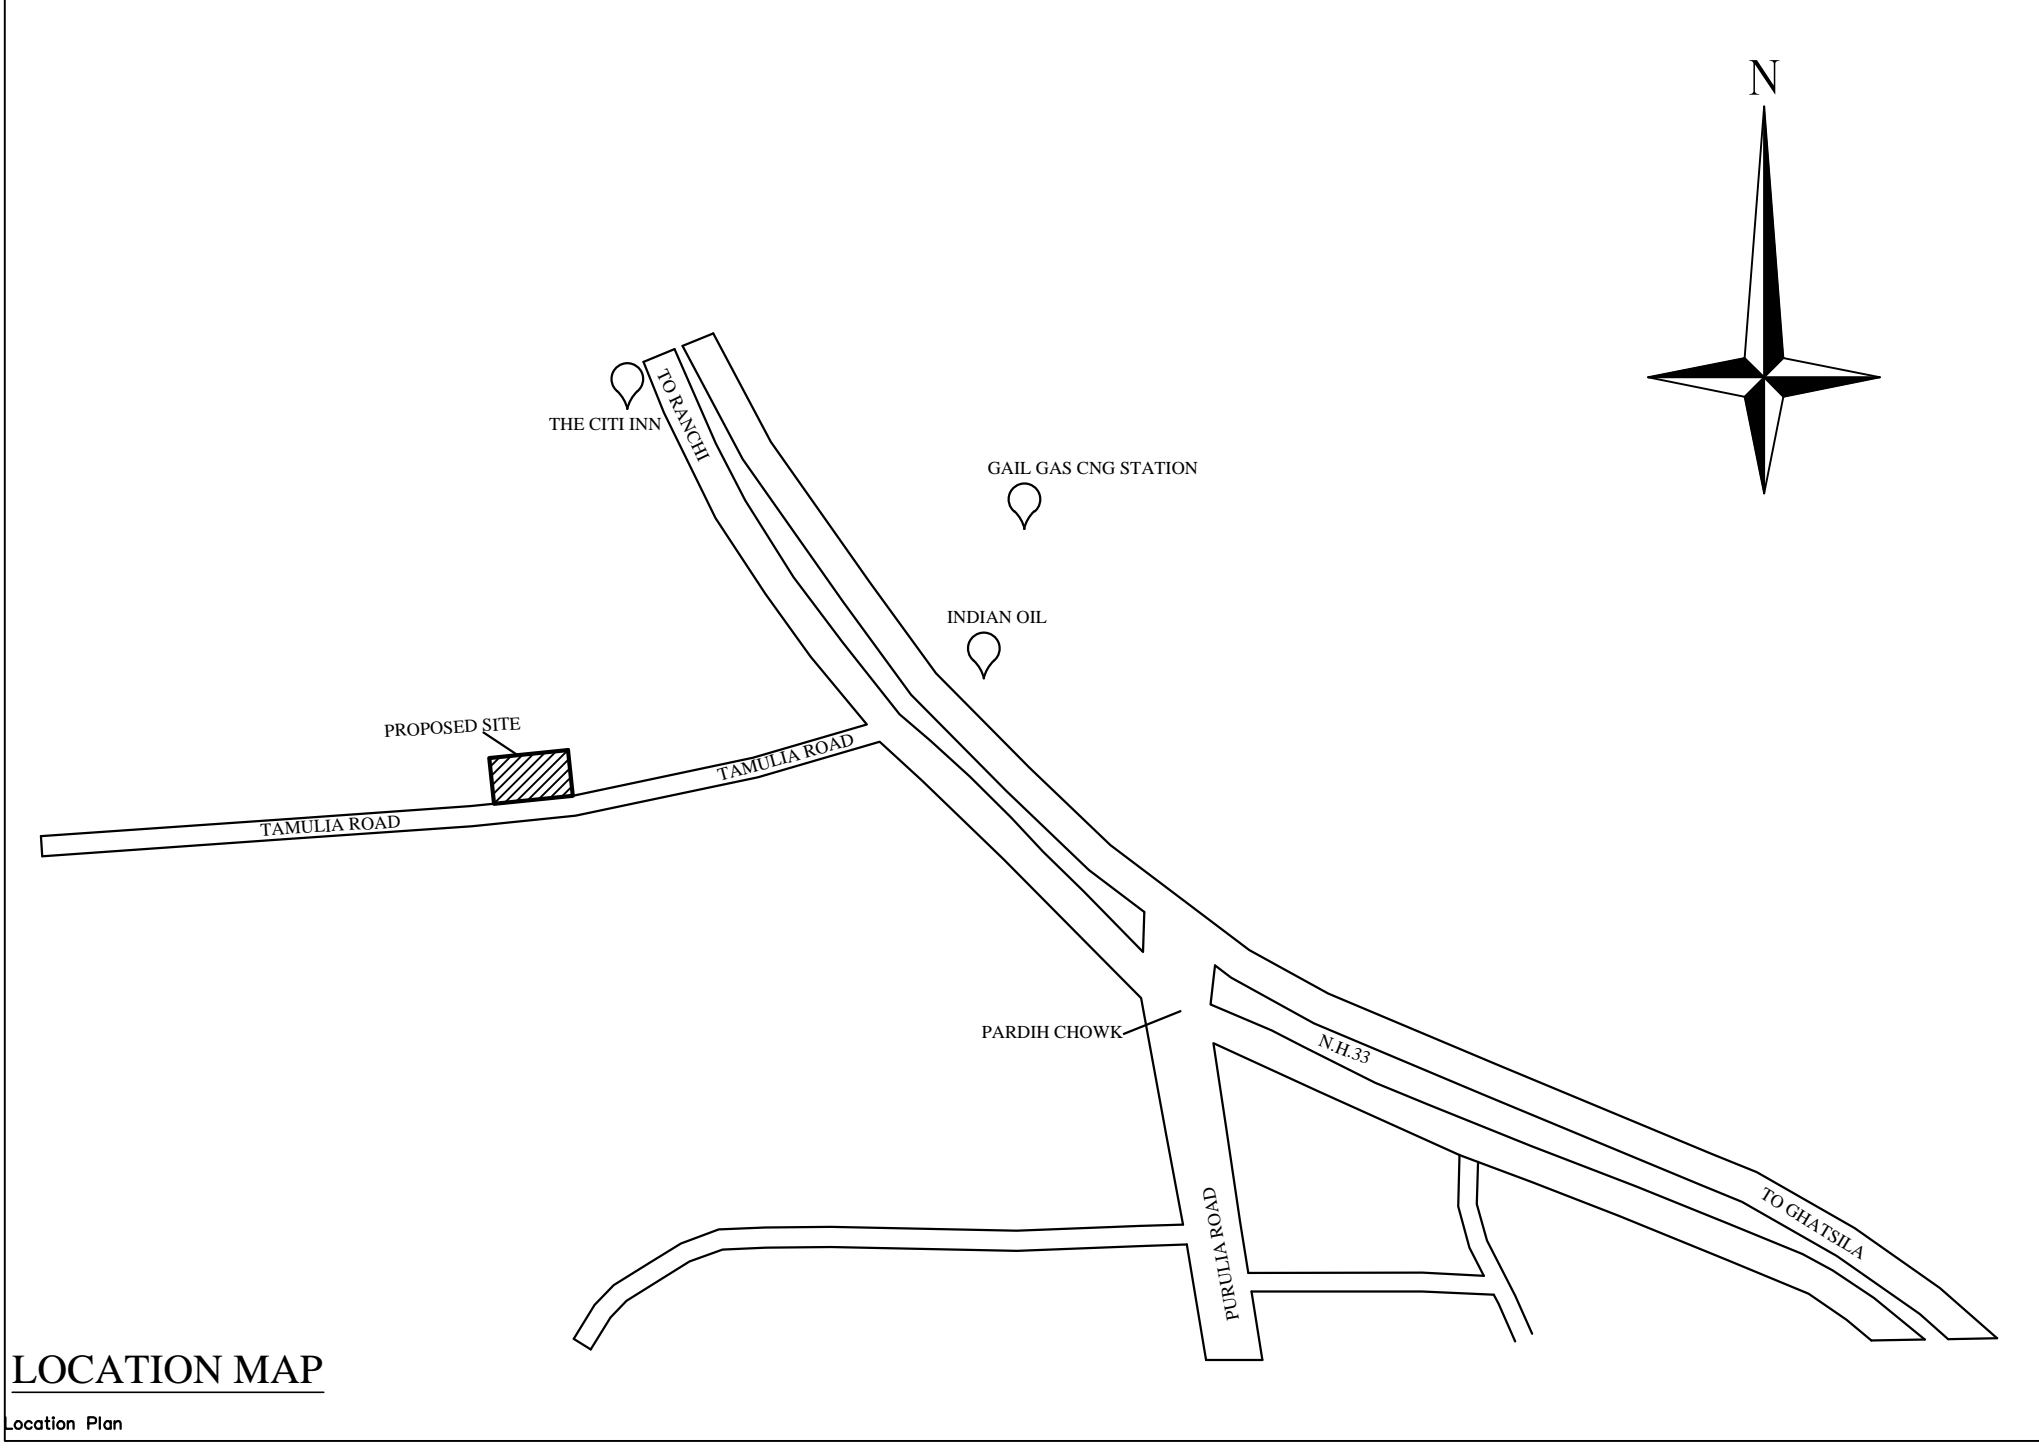 N
TO RANCHI
THE CITI INN
GAIL GAS CNG STATION
INDIAN OIL
PROPOSED SITE
TAMULIA ROAD
TAMULIA ROAD
PARDIH CHOWK
N.H.33
TO GHATSILA
PURULIA ROAD
LOCATION MAP
Location Plan